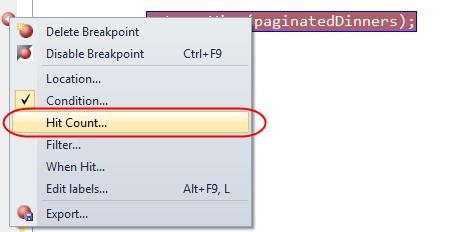 (paginatedDinners);
Delete Breakpoint
Disable Breakpoint Ctrl+F9
Location...
Condition...
Hit Count...
Filter...
When Hit...
Edit labels... Alt+F9, L
Export...